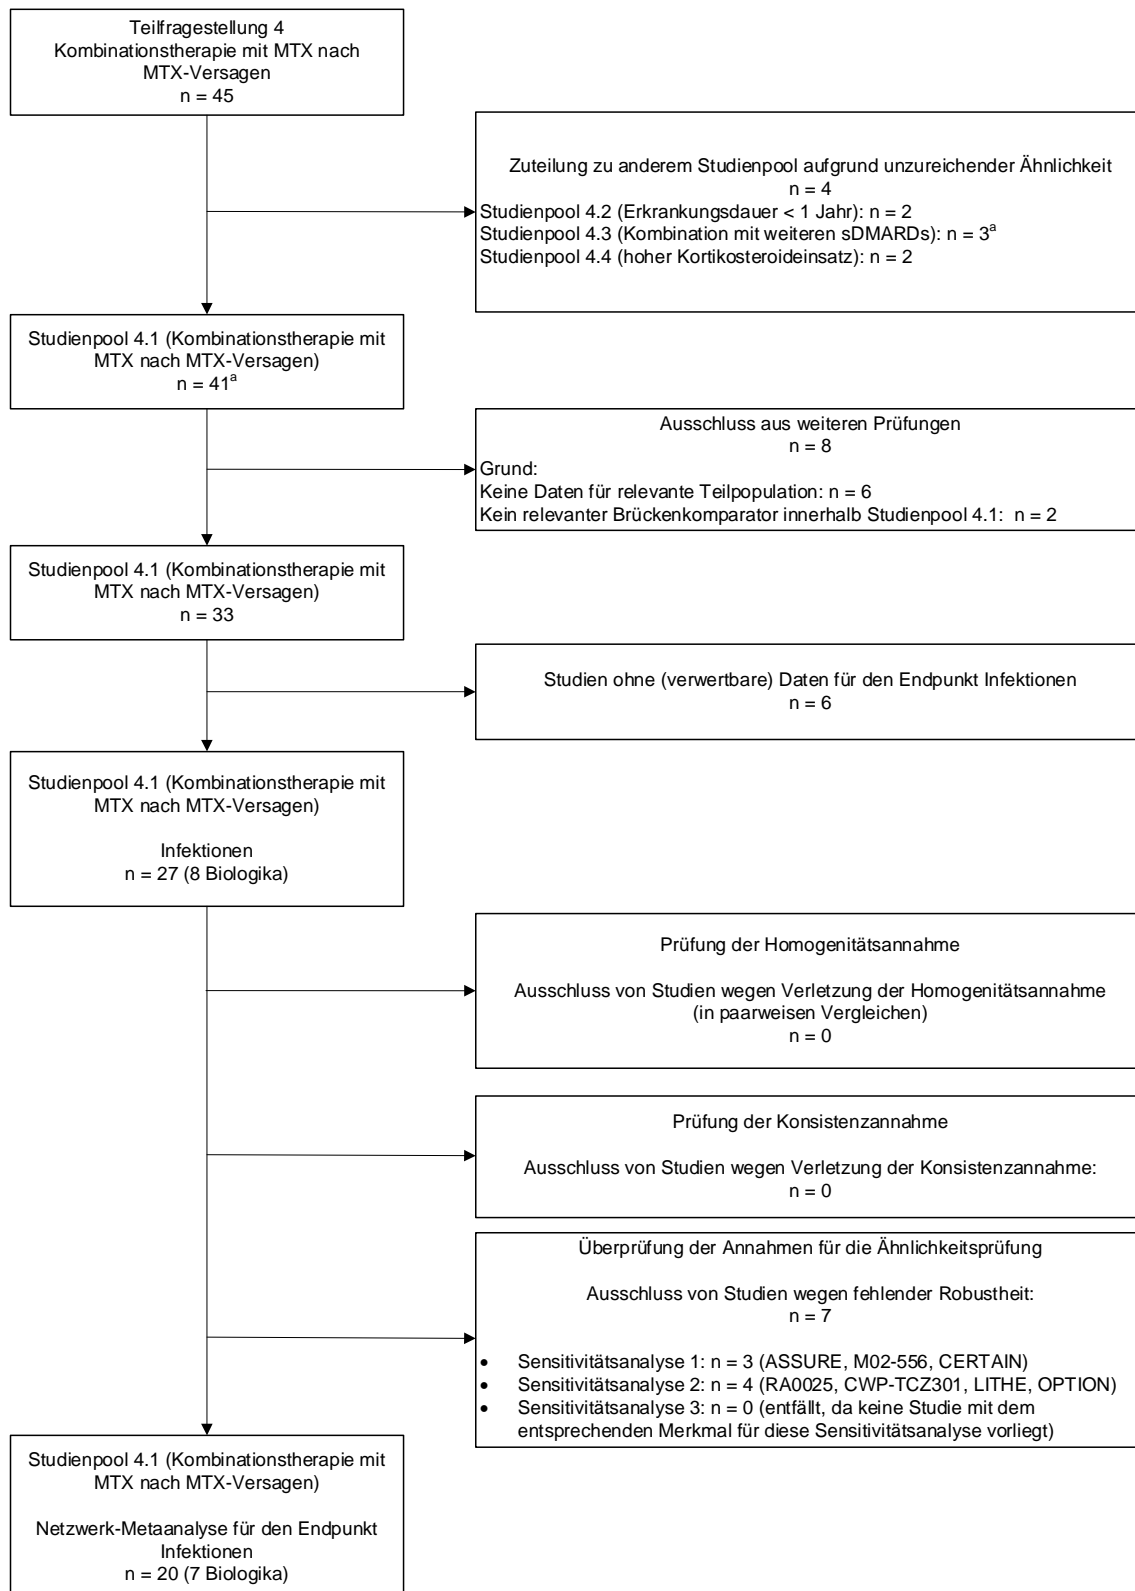 Teilfragestellung 4
Kombinationstherapie mit MTX nach
MTX-Versagen
n = 45
Zuteilung zu anderem Studienpool aufgrund unzureichender Ähnlichkeit
n = 4
Studienpool 4.2 (Erkrankungsdauer < 1 Jahr): n = 2
Studienpool 4.3 (Kombination mit weiteren sDMARDs): n = 3a
Studienpool 4.4 (hoher Kortikosteroideinsatz): n = 2
Studienpool 4.1 (Kombinationstherapie mit
MTX nach MTX-Versagen)
n = 41a
Ausschluss aus weiteren Prüfungen
n = 8
Grund:
Keine Daten für relevante Teilpopulation: n = 6
Kein relevanter Brückenkomparator innerhalb Studienpool 4.1: n = 2
Studienpool 4.1 (Kombinationstherapie mit
MTX nach MTX-Versagen)
n = 33
Studien ohne (verwertbare) Daten für den Endpunkt Infektionen
n = 6
Studienpool 4.1 (Kombinationstherapie mit
MTX nach MTX-Versagen)
Infektionen
n = 27 (8 Biologika)
Prüfung der Homogenitätsannahme
Ausschluss von Studien wegen Verletzung der Homogenitätsannahme
(in paarweisen Vergleichen)
n = 0
Prüfung der Konsistenzannahme
Ausschluss von Studien wegen Verletzung der Konsistenzannahme:
n = 0
Überprüfung der Annahmen für die Ähnlichkeitsprüfung
Ausschluss von Studien wegen fehlender Robustheit:
n = 7
• Sensitivitätsanalyse 1: n = 3 (ASSURE, M02-556, CERTAIN)
• Sensitivitätsanalyse 2: n = 4 (RA0025, CWP-TCZ301, LITHE, OPTION)
• Sensitivitätsanalyse 3: n = 0 (entfällt, da keine Studie mit dem
entsprechenden Merkmal für diese Sensitivitätsanalyse vorliegt)
Studienpool 4.1 (Kombinationstherapie mit
MTX nach MTX-Versagen)
Netzwerk-Metaanalyse für den Endpunkt
Infektionen
n = 20 (7 Biologika)